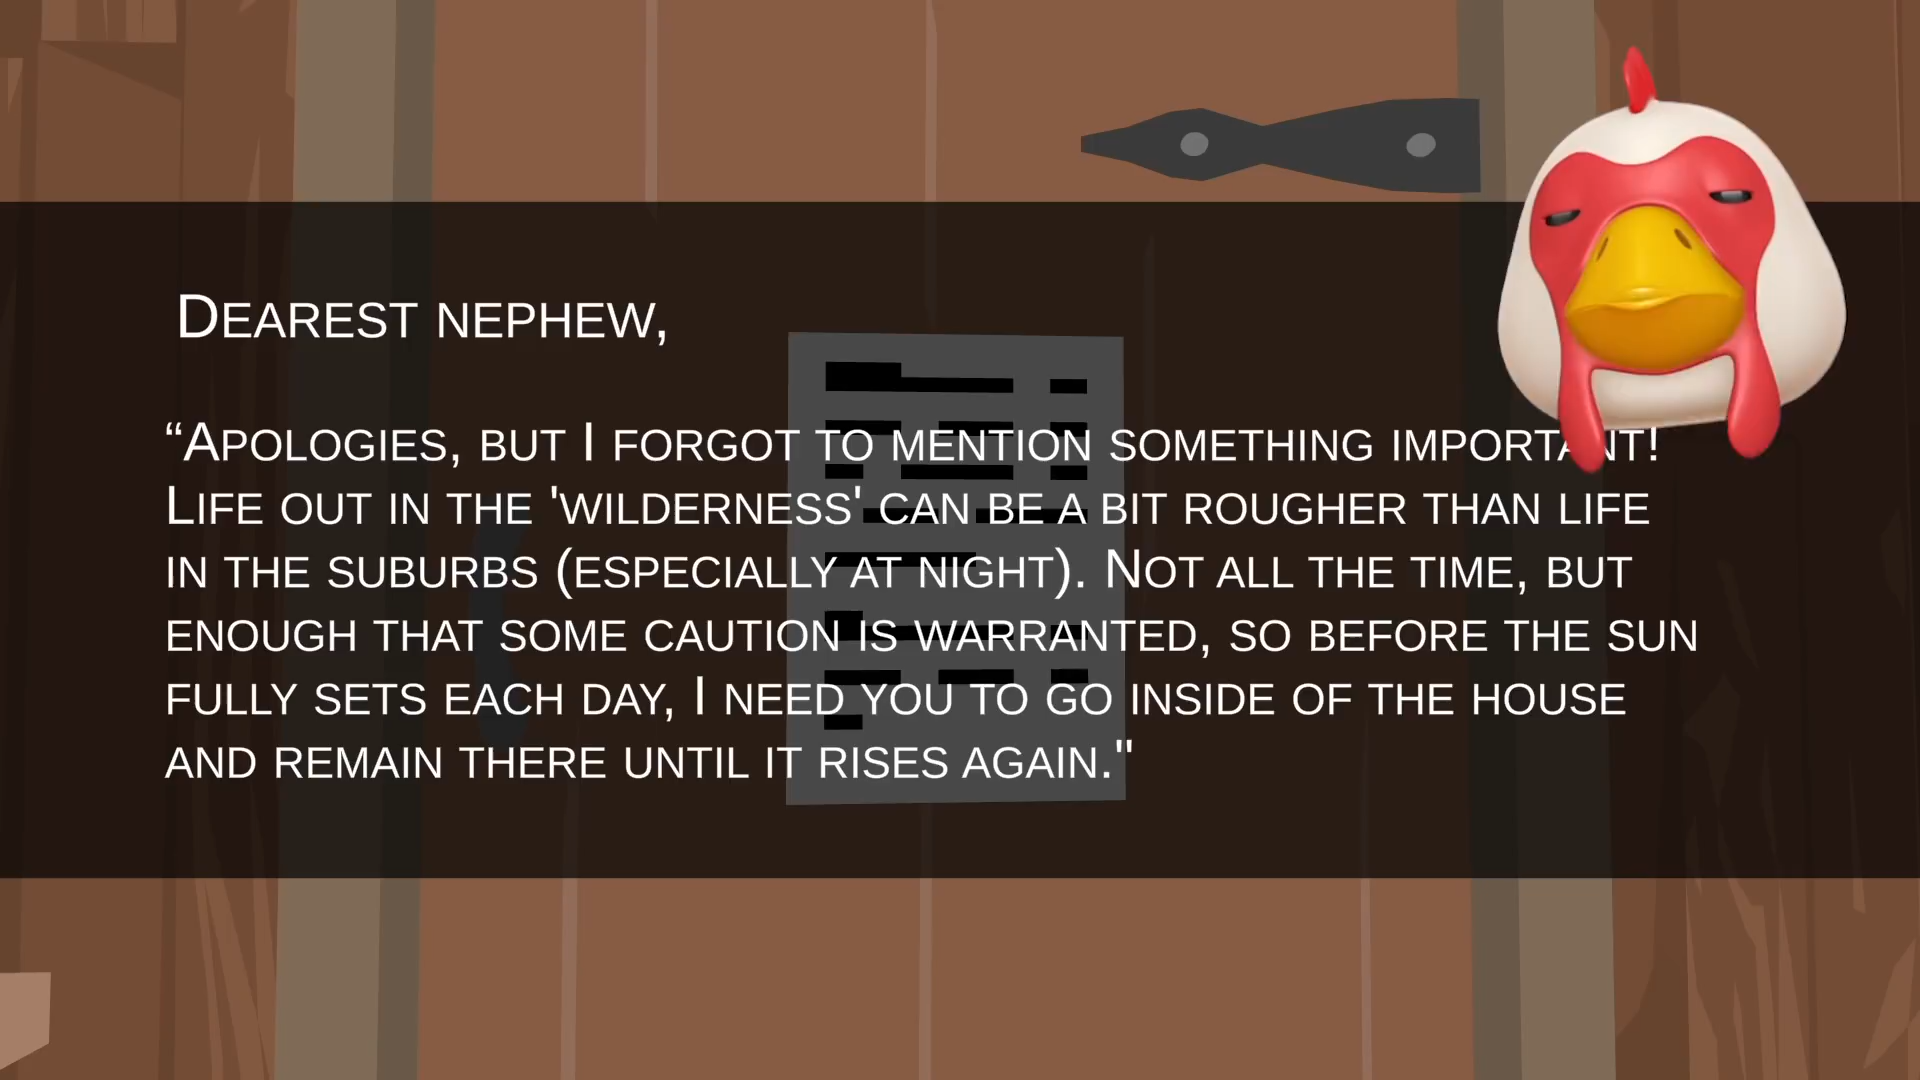 Dearest nephew,
“Apologies, but I forgot to mention something important!
Life out in the 'wilderness' can be a bit rougher than life
in the suburbs (especially at night). Not all the time, but
enough that some caution is warranted, so before the sun
fully sets each day, I need you to go inside of the house
and remain there until it rises again."